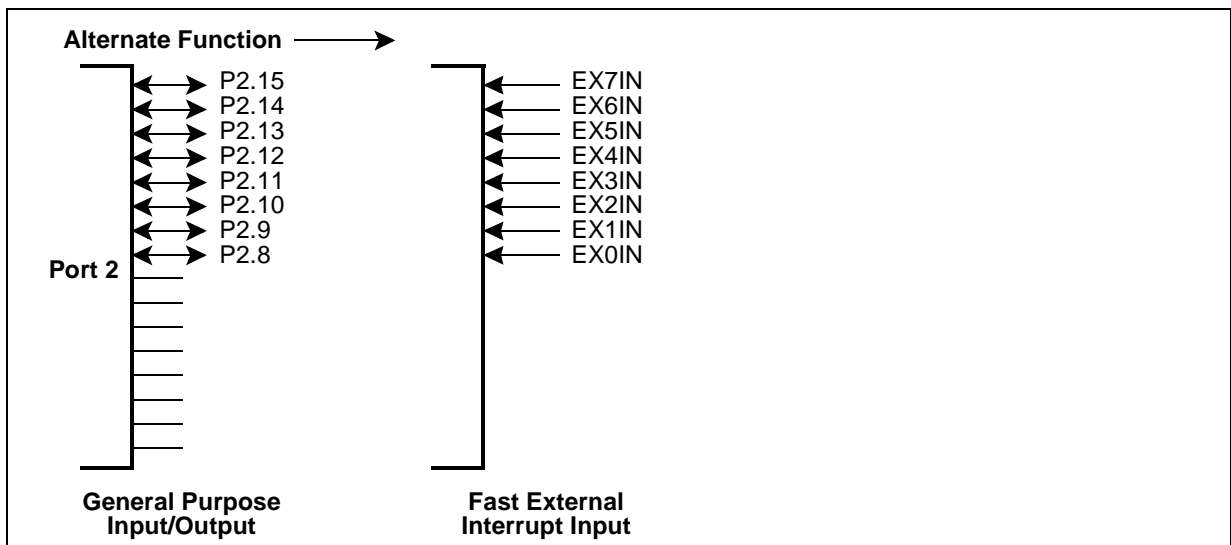 Alternate Function
P2.15 EX7IN
P2.14 EX6IN
P2.13 EX5IN
P2.12 EX4IN
P2.11 EX3IN
P2.10 EX2IN
P2.9 EX1IN
P2.8 EX0IN
Port 2
General Purpose
Input/Output
Fast External
Interrupt Input